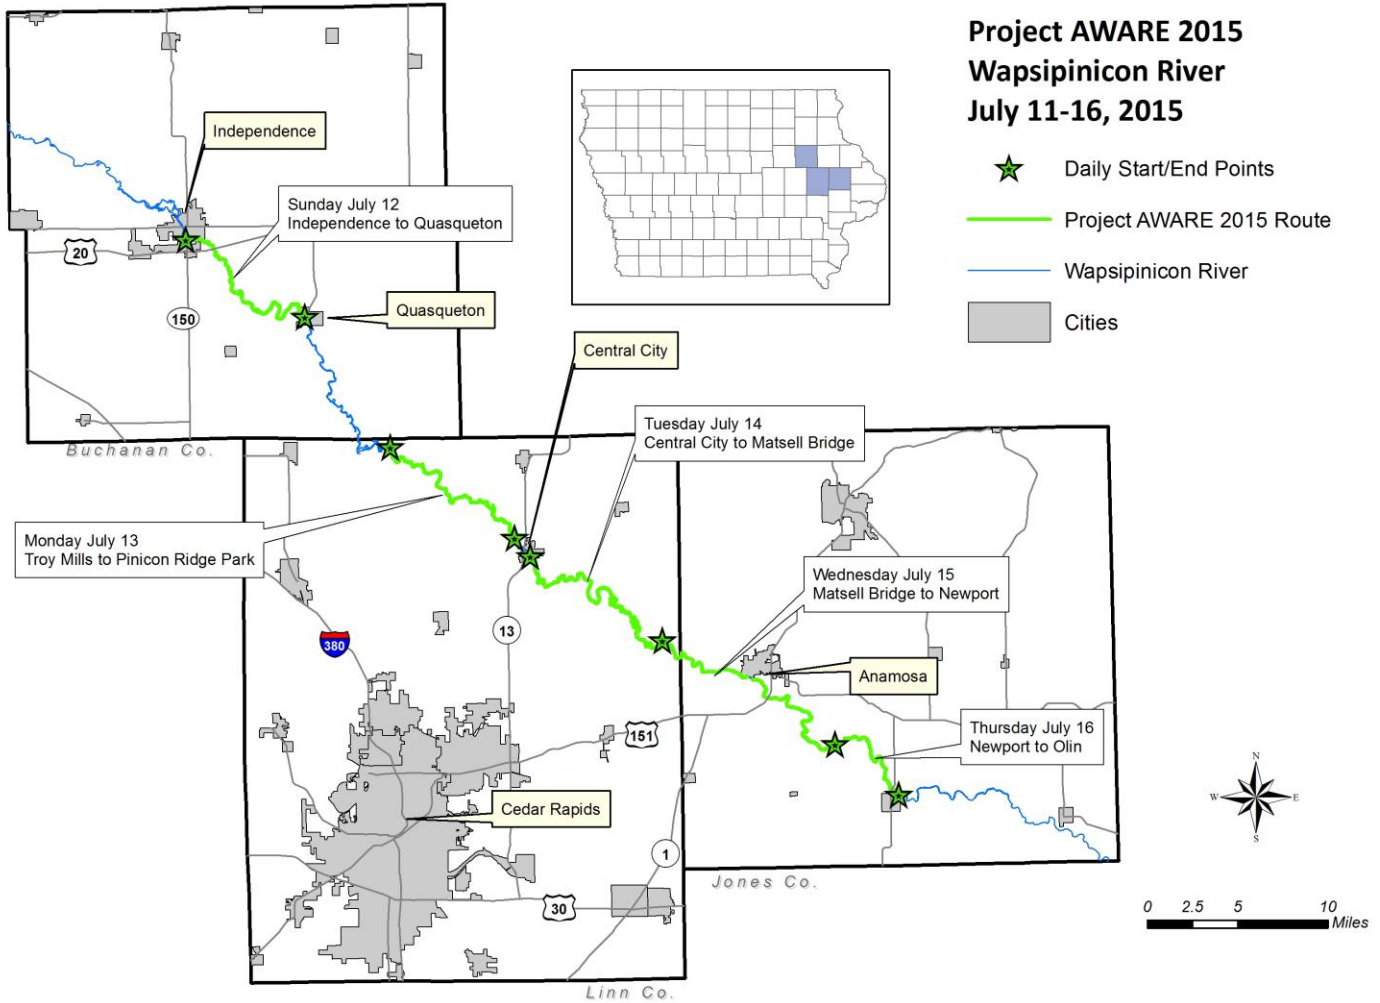 Project AWARE 2015
Wapsipinicon River
July 11-16, 2015
Daily Start/End Points
Project AWARE 2015 Route
Wapsipinicon River
Cities
Independence
Sunday July 12
Independence to Quasqueton
20
150
Quasqueton
Central City
Tuesday July 14
Central City to Matsell Bridge
Buchanan Co.
Monday July 13
Troy Mills to Pinicon Ridge Park
Wednesday July 15
Matsell Bridge to Newport
13
380
Anamosa
Thursday July 16
Newport to Olin
151
Cedar Rapids
1
30
Jones Co.
Linn Co.
N
W
E
S
0 2.5 5 10
Miles